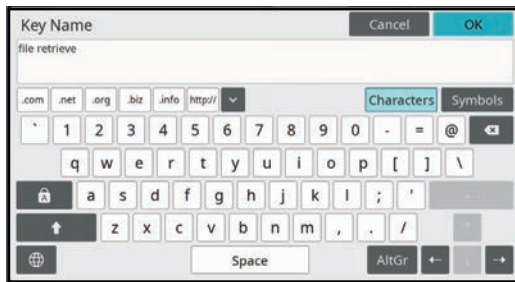 Key Name Cancel OK
file retrieve
.com .net .org .biz .info http:// Characters Symbols
` 1 2 3 4 5 6 7 8 9 0 - = @
q w e r t y u i o p [ ] \
A a s d f g h j k l ; '
z x c v b n m , . /
Space AltGr